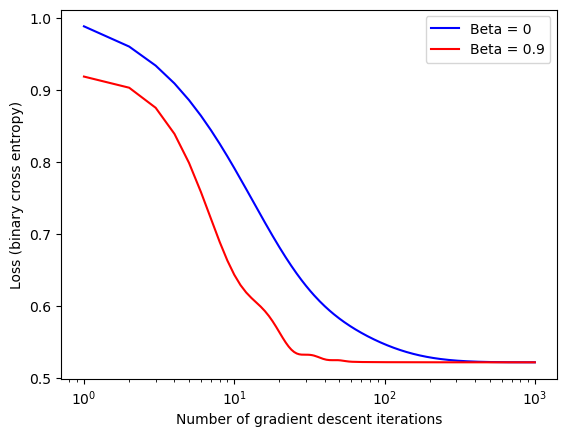 1.0
0.9
0.8
0.7
0.6
0.5
Loss (binary cross entropy)
Beta = 0
Beta = 0.9
10⁰ 10¹ 10² 10³
Number of gradient descent iterations